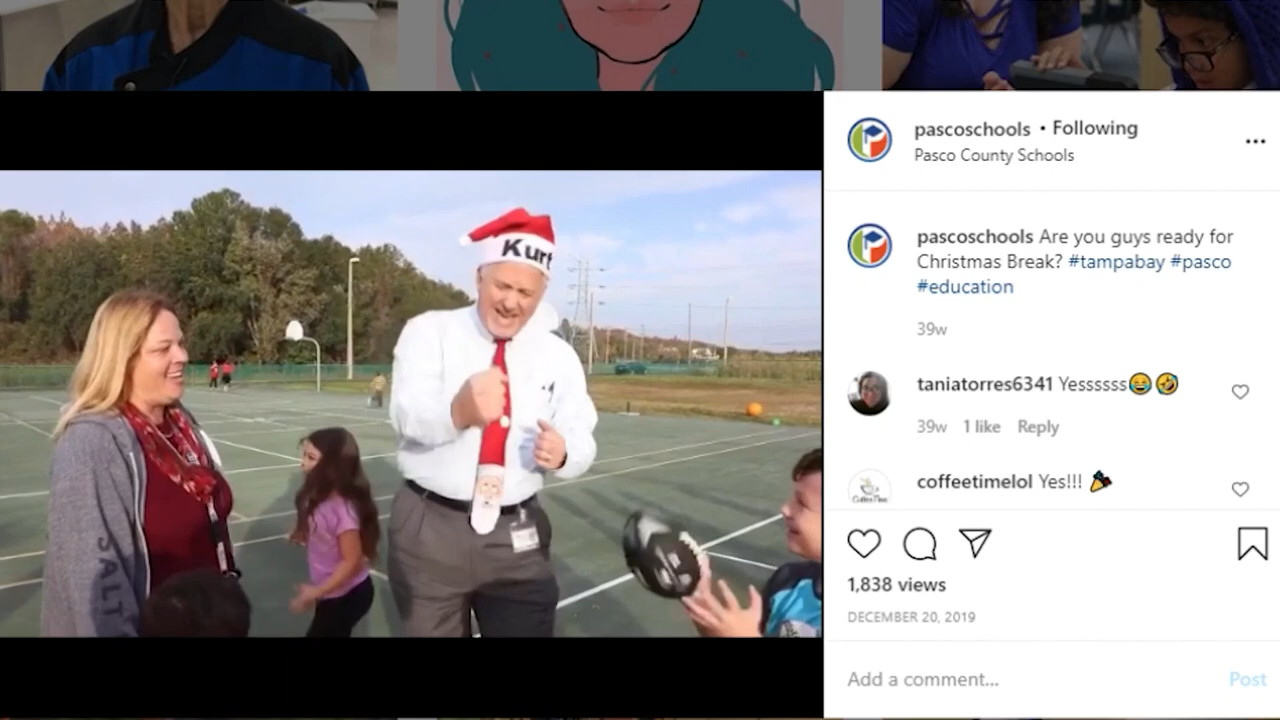 pascoschools • Following
Pasco County Schools
Kurt
pascoschools Are you guys ready for
Christmas Break? #tampabay #pasco
#education
39w
taniatorres6341 Yessssss😂🤣
39w 1 like Reply
coffeetimelol Yes!!! 🎉
SALT
1,838 views
DECEMBER 20, 2019
Add a comment...
Post